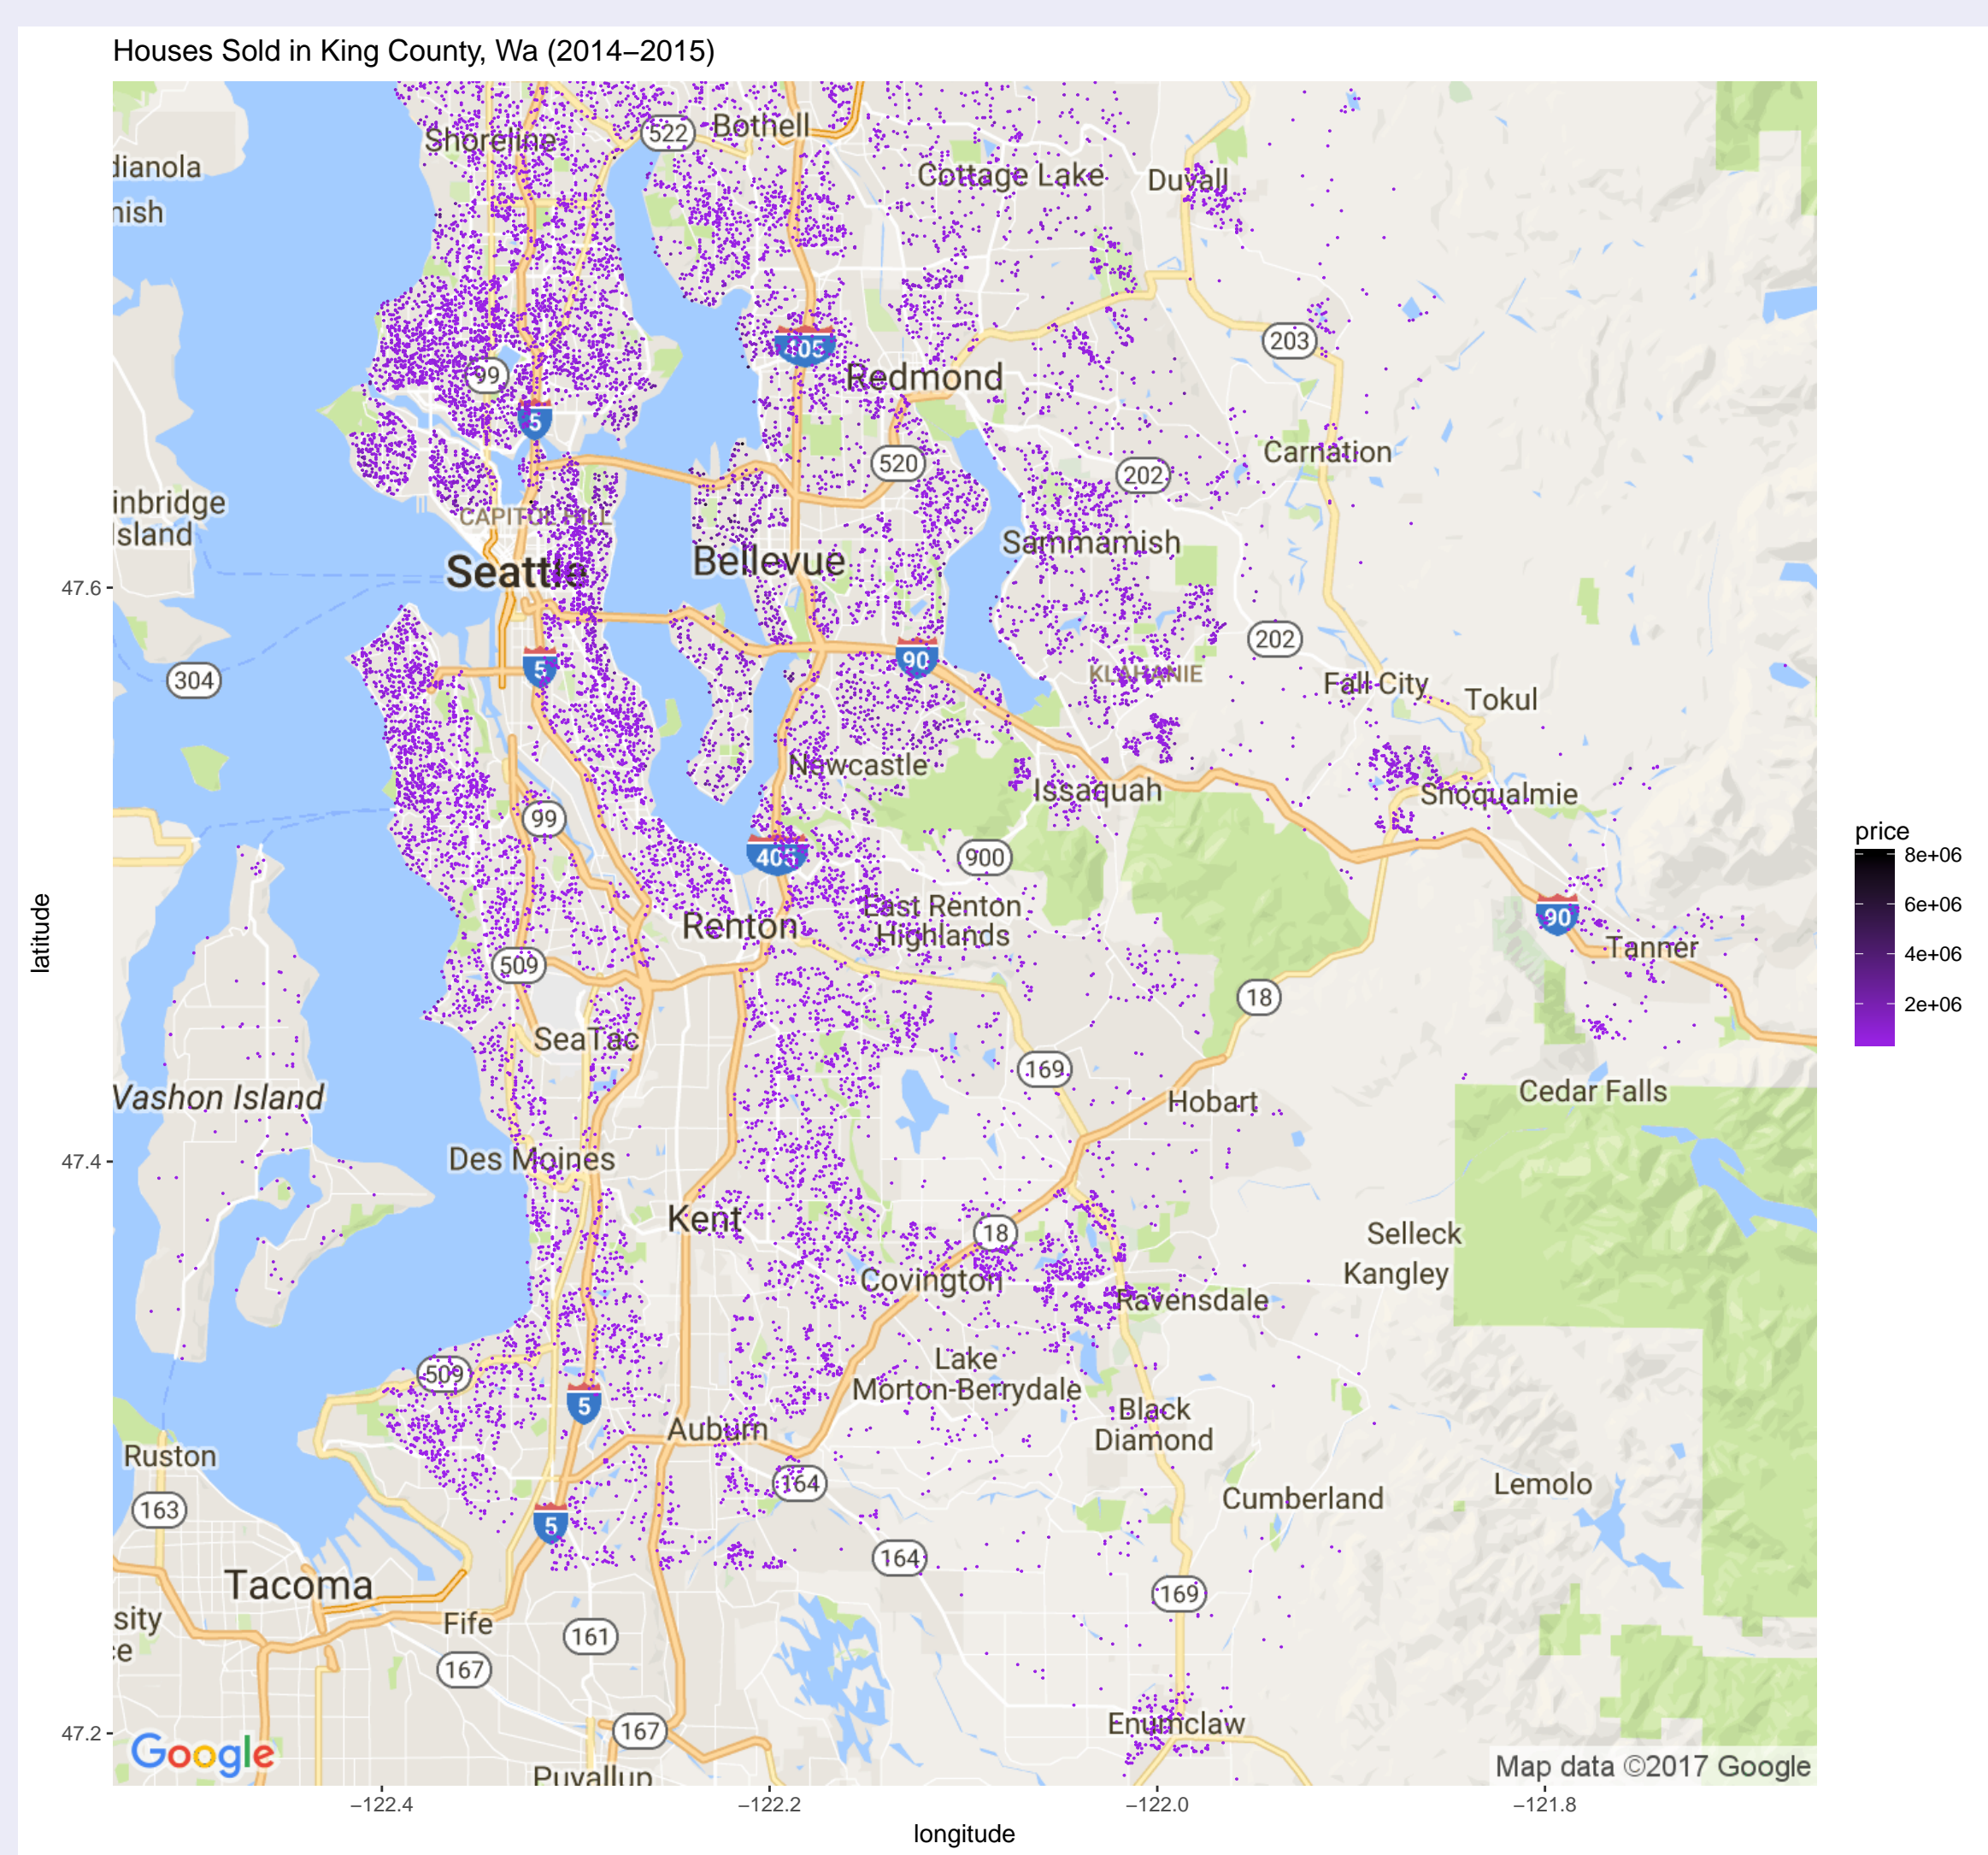 Houses Sold in King County, Wa (2014–2015)
Shoreline
522
Bothell
dianola
Cottage Lake
Duvall
nish
203
405
99
Redmond
5
Carnation
520
202
inbridge
Island
CAPITOL HILL
Sammamish
Seattle
Bellevue
47.6
202
5
90
304
KLAHANIE
Fall City
Tokul
Newcastle
Issaquah
Snoqualmie
99
price
405
900
8e+06
6e+06
4e+06
2e+06
East Renton
Highlands
Renton
90
latitude
Tanner
509
18
SeaTac
169
Vashon Island
Hobart
Cedar Falls
47.4
Des Moines
Kent
18
Selleck
Kangley
Covington
Ravensdale
509
Lake
Morton-Berrydale
5
Black
Diamond
Auburn
Ruston
164
Lemolo
163
Cumberland
5
164
Tacoma
169
sity
ce
Fife
161
167
167
Enumclaw
47.2
Google
Puyallup
Map data ©2017 Google
−122.4
−122.2
−122.0
−121.8
longitude